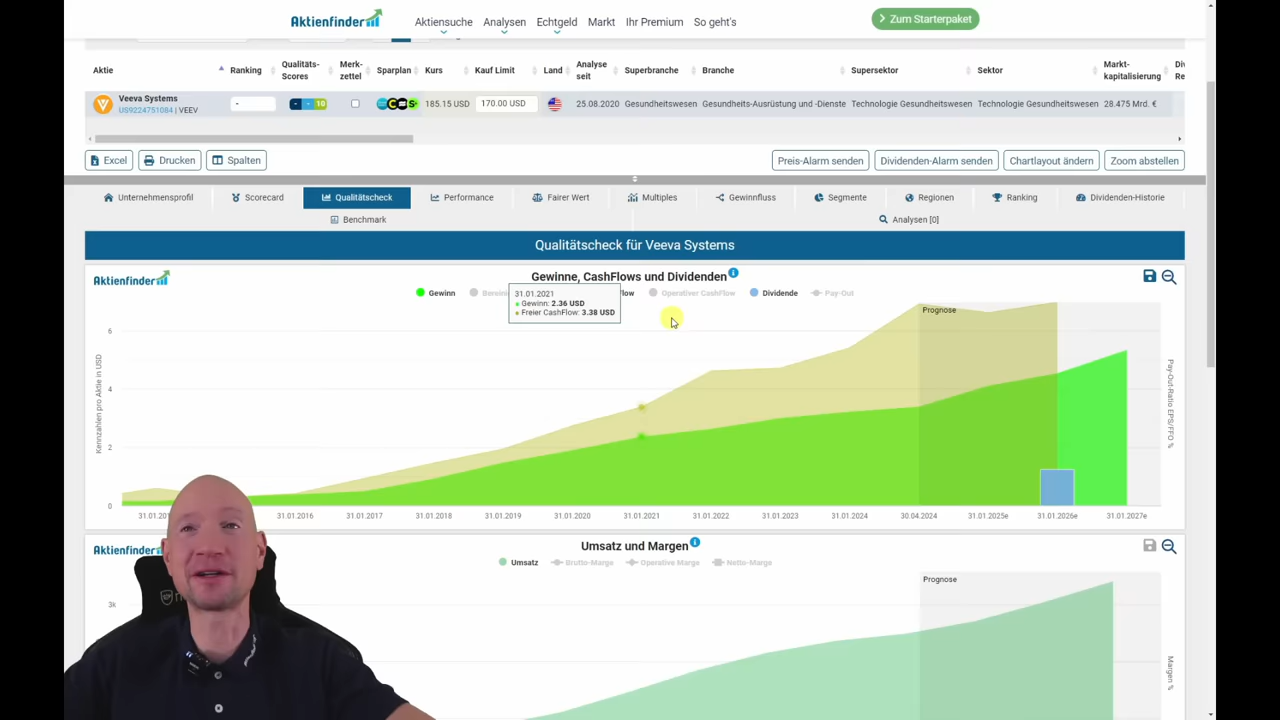 Aktienfinder
Aktiensuche Analysen Echtgeld Markt Ihr Premium So geht's
Zum Starterpaket
Aktie Ranking Qualitäts-Scores Merk-zettel Sparplan Kurs Kauf Limit Land Analyse seit Superbranche Branche Supersektor Sektor Markt-kapitalisierung
Veeva Systems
US9224751084 | VEEV
- - - 10 185.15 USD 170.00 USD 25.08.2020 Gesundheitswesen Gesundheits-Ausrüstung und -Dienste Technologie Gesundheitswesen Technologie Gesundheitswesen 28.475 Mrd. €
Excel Drucken Spalten Preis-Alarm senden Dividenden-Alarm senden Chartlayout ändern Zoom abstellen
Unternehmensprofil Scorecard Qualitätscheck Performance Fairer Wert Multiples Gewinnfluss Segmente Regionen Ranking Dividenden-Historie
Benchmark Analysen [0]
Qualitätscheck für Veeva Systems
Aktienfinder
Gewinne, CashFlows und Dividenden
Gewinn Operativer CashFlow Dividende Pay-Out
31.01.2021
Gewinn: 2.36 USD
Freier CashFlow: 3.38 USD
Prognose
Kennzahlen pro Aktie in USD
6
4
2
0
Pay-Out-Ratio EPS/FFO %
31.01.2016 31.01.2017 31.01.2018 31.01.2019 31.01.2020 31.01.2021 31.01.2022 31.01.2023 31.01.2024 30.04.2024 31.01.2025e 31.01.2026e 31.01.2027e
Umsatz und Margen
Umsatz Brutto-Marge Operative Marge Netto-Marge
Prognose
3k
Margen %